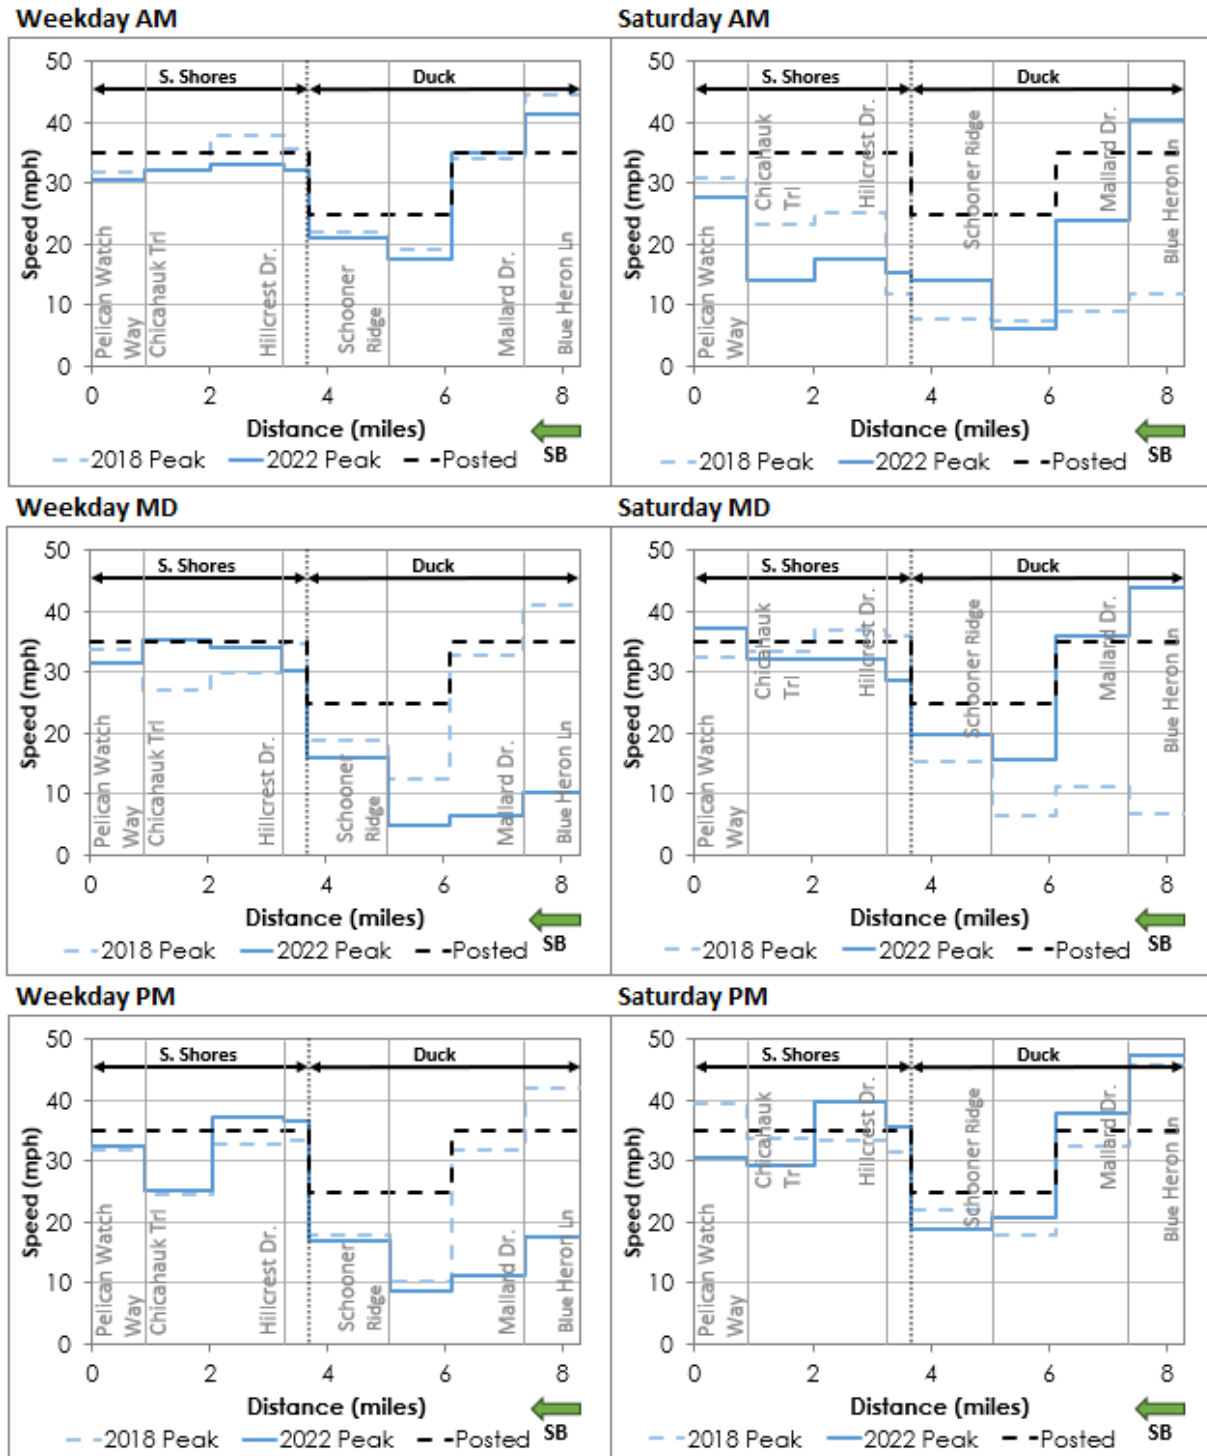 Weekday AM
50
40
30
20
10
0
Speed (mph)
S. Shores
Duck
Pelican Watch
Way
Chicahauk Trl
Hillcrest Dr.
Schooner
Ridge
Mallard Dr.
Blue Heron Ln
0 2 4 6 8
Distance (miles)
SB
2018 Peak 2022 Peak Posted
Saturday AM
50
40
30
20
10
0
Speed (mph)
S. Shores
Duck
Pelican Watch
Way
Chicahauk
Trl
Hillcrest Dr.
Schooner Ridge
Mallard Dr.
Blue Heron Ln
0 2 4 6 8
Distance (miles)
SB
2018 Peak 2022 Peak Posted
Weekday MD
50
40
30
20
10
0
Speed (mph)
S. Shores
Duck
Pelican Watch
Way
Chicahauk Trl
Hillcrest Dr.
Schooner
Ridge
Mallard Dr.
Blue Heron Ln
0 2 4 6 8
Distance (miles)
SB
2018 Peak 2022 Peak Posted
Saturday MD
50
40
30
20
10
0
Speed (mph)
S. Shores
Duck
Pelican Watch
Way
Chicahauk
Trl
Hillcrest Dr.
Schooner Ridge
Mallard Dr.
Blue Heron Ln
0 2 4 6 8
Distance (miles)
SB
2018 Peak 2022 Peak Posted
Weekday PM
50
40
30
20
10
0
Speed (mph)
S. Shores
Duck
Pelican Watch
Way
Chicahauk Trl
Hillcrest Dr.
Schooner
Ridge
Mallard Dr.
Blue Heron Ln
0 2 4 6 8
Distance (miles)
SB
2018 Peak 2022 Peak Posted
Saturday PM
50
40
30
20
10
0
Speed (mph)
S. Shores
Duck
Pelican Watch
Way
Chicahauk
Trl
Hillcrest Dr.
Schooner Ridge
Mallard Dr.
Blue Heron Ln
0 2 4 6 8
Distance (miles)
SB
2018 Peak 2022 Peak Posted